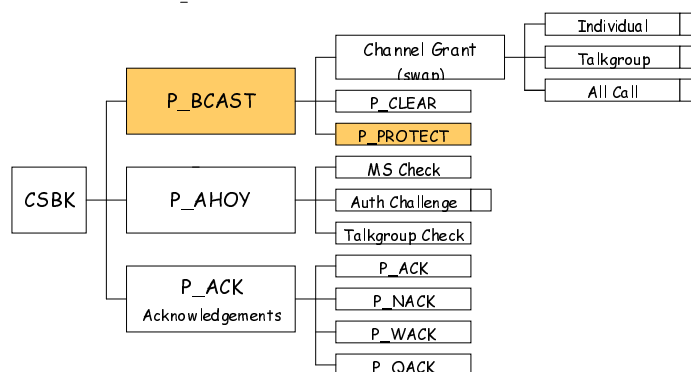 Channel Grant
(swap)
Individual
Talkgroup
All Call
P_BCAST
P_CLEAR
P_PROTECT
CSBK
P_AHOY
MS Check
Auth Challenge
Talkgroup Check
P_ACK
Acknowledgements
P_ACK
P_NACK
P_WACK
P_QACK